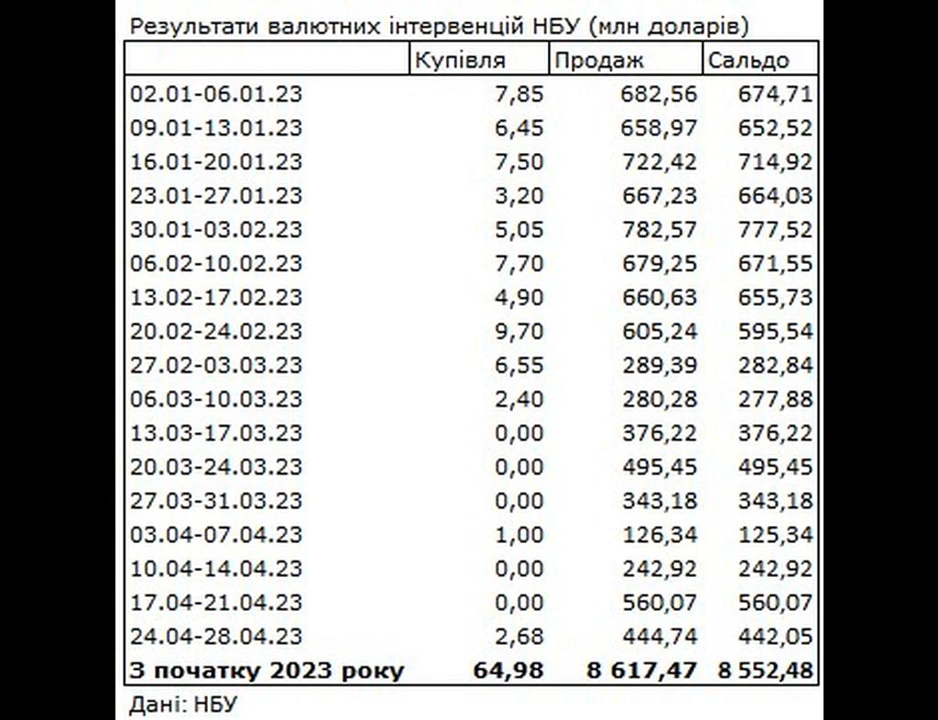 Результати валютних інтервенцій НБУ (млн доларів)
Купівля Продаж Сальдо
02.01-06.01.23 7,85 682,56 674,71
09.01-13.01.23 6,45 658,97 652,52
16.01-20.01.23 7,50 722,42 714,92
23.01-27.01.23 3,20 667,23 664,03
30.01-03.02.23 5,05 782,57 777,52
06.02-10.02.23 7,70 679,25 671,55
13.02-17.02.23 4,90 660,63 655,73
20.02-24.02.23 9,70 605,24 595,54
27.02-03.03.23 6,55 289,39 282,84
06.03-10.03.23 2,40 280,28 277,88
13.03-17.03.23 0,00 376,22 376,22
20.03-24.03.23 0,00 495,45 495,45
27.03-31.03.23 0,00 343,18 343,18
03.04-07.04.23 1,00 126,34 125,34
10.04-14.04.23 0,00 242,92 242,92
17.04-21.04.23 0,00 560,07 560,07
24.04-28.04.23 2,68 444,74 442,05
З початку 2023 року 64,98 8 617,47 8 552,48
Дані: НБУ